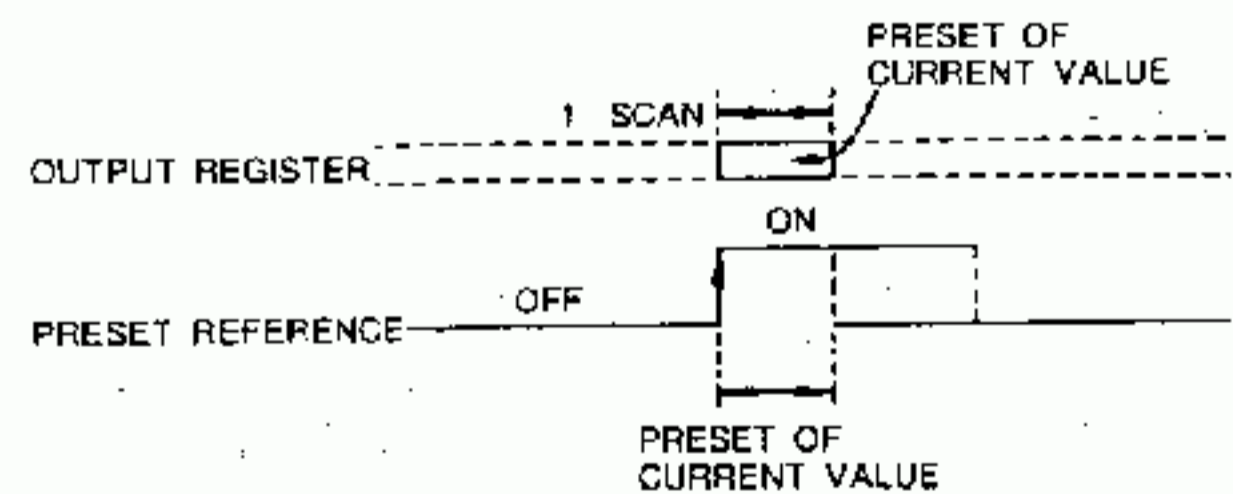 PRESET OF
CURRENT VALUE
1 SCAN
OUTPUT REGISTER
ON
OFF
PRESET REFERENCE
PRESET OF
CURRENT VALUE